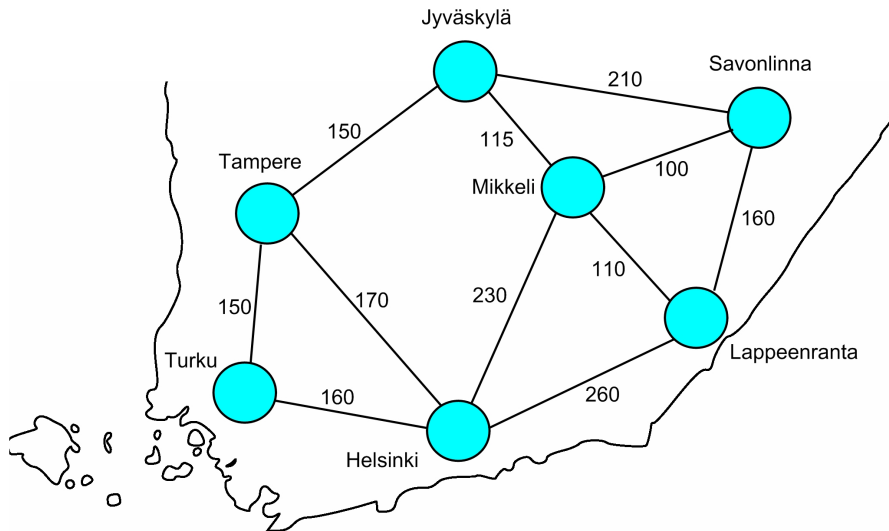 Jyväskylä
Savonlinna
210
150
115
Tampere
100
Mikkeli
160
110
150
170
230
Turku
Lappeenranta
160
260
Helsinki